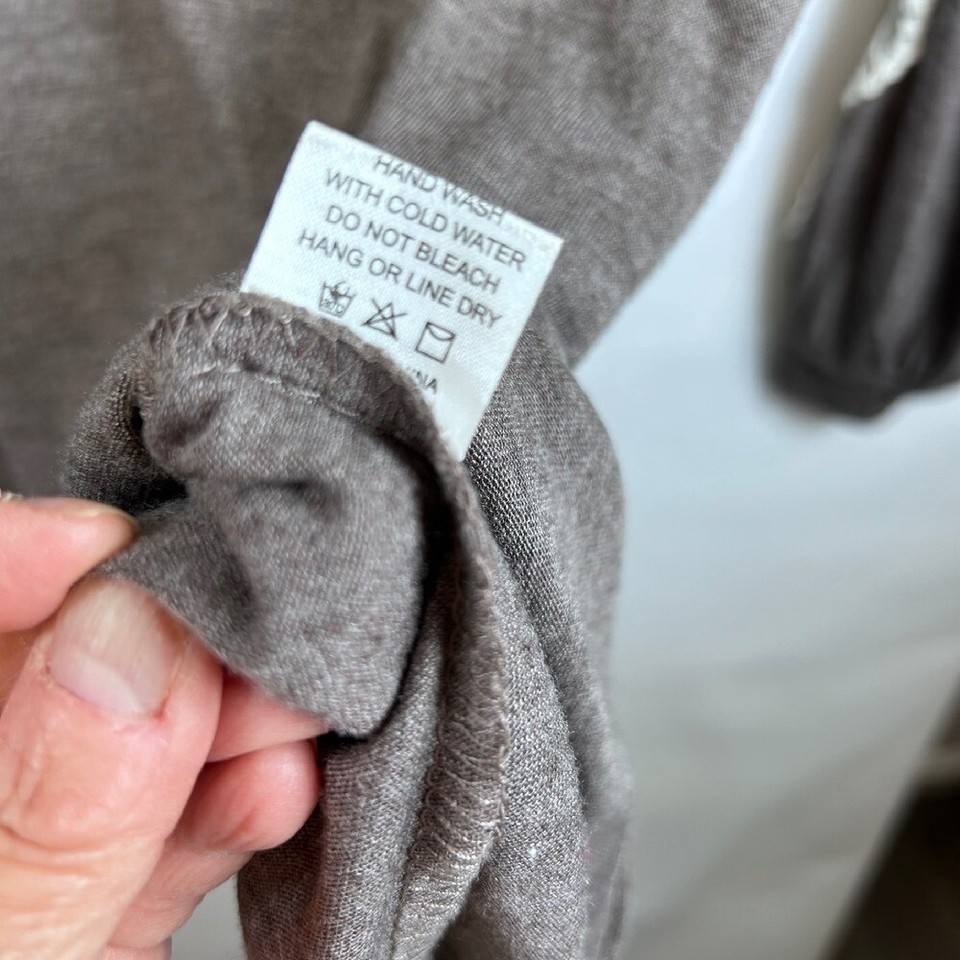 HAND WASH
WITH COLD WATER
DO NOT BLEACH
HANG OR LINE DRY